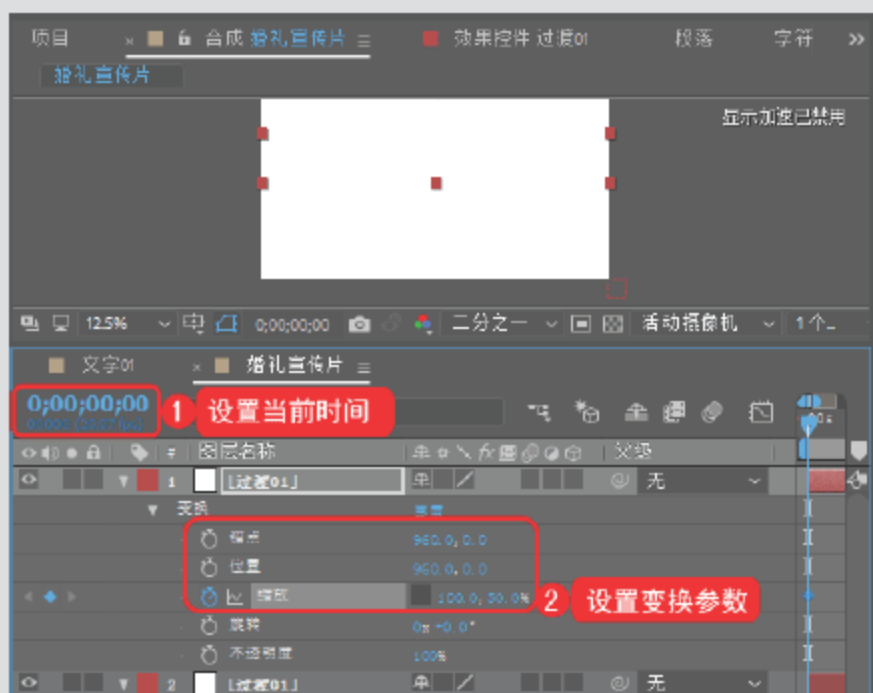 项目 合成 婚礼宣传片 效果控件 过渡01 段落 字符
婚礼宣传片
显示加速已禁用
12.5% 0;00;00;00 二分之一 活动摄像机 1个
文字01 婚礼宣传片
0;00;00;00 1 设置当前时间
# 图层名称 fx 父级
1 [过渡01] 无
变换 重置
锚点 960.0, 0.0
位置 960.0, 0.0
缩放 100.0, 50.0%
2 设置变换参数
旋转 0x +0.0°
不透明度 100%
2 [过渡01] 无